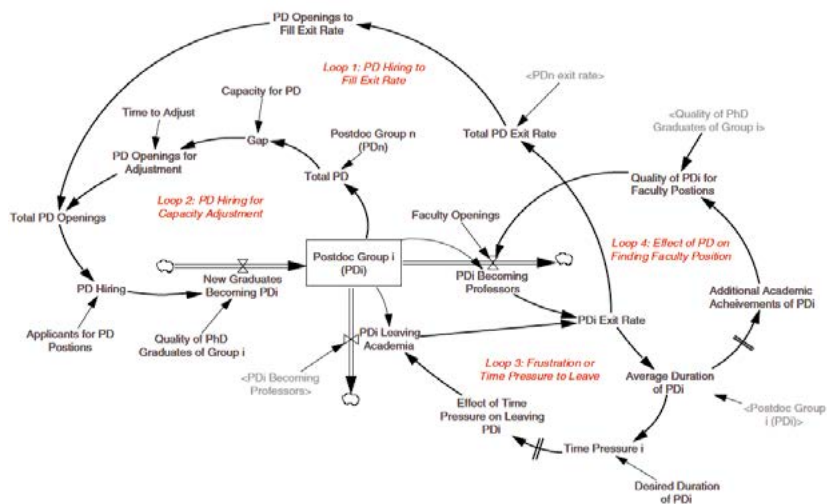 PD Openings to
Fill Exit Rate
Loop 1: PD Hiring to
Fill Exit Rate
<PDn exit rate>
Capacity for PD
Time to Adjust
<Quality of PhD
Graduates of Group i>
Postdoc Group n
(PDn)
Total PD Exit Rate
Gap
PD Openings for
Adjustment
Total PD
Quality of PDi for
Faculty Postions
Loop 2: PD Hiring for
Capacity Adjustment
Total PD Openings
Faculty Openings
Loop 4: Effect of PD on
Finding Faculty Position
Postdoc Group i
(PDi)
PD Hiring
New Graduates
Becoming PDi
PDi Becoming
Professors
Additional Academic
Acheivements of PDi
PDi Exit Rate
Applicants for PD
Postions
Quality of PhD
Graduates of Group i
PDi Leaving
Academia
Loop 3: Frustration or
Time Pressure to Leave
<PDi Becoming
Professors>
Average Duration
of PDi
Effect of Time
Pressure on Leaving
PDi
<Postdoc Group
i (PDi)>
Time Pressure i
Desired Duration
of PDi